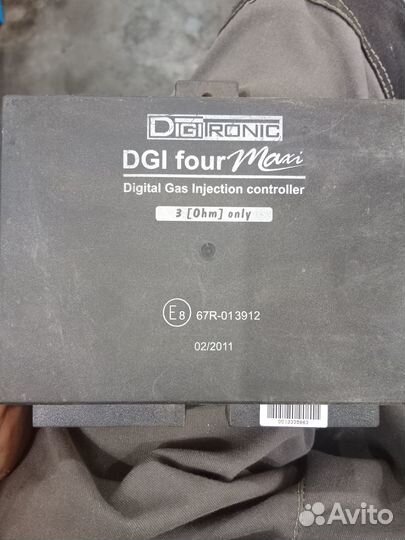 DIGITRONIC
DGI four Maxi
Digital Gas Injection controller
3 [Ohm] only
E8 67R-013912
02/2011
Avito